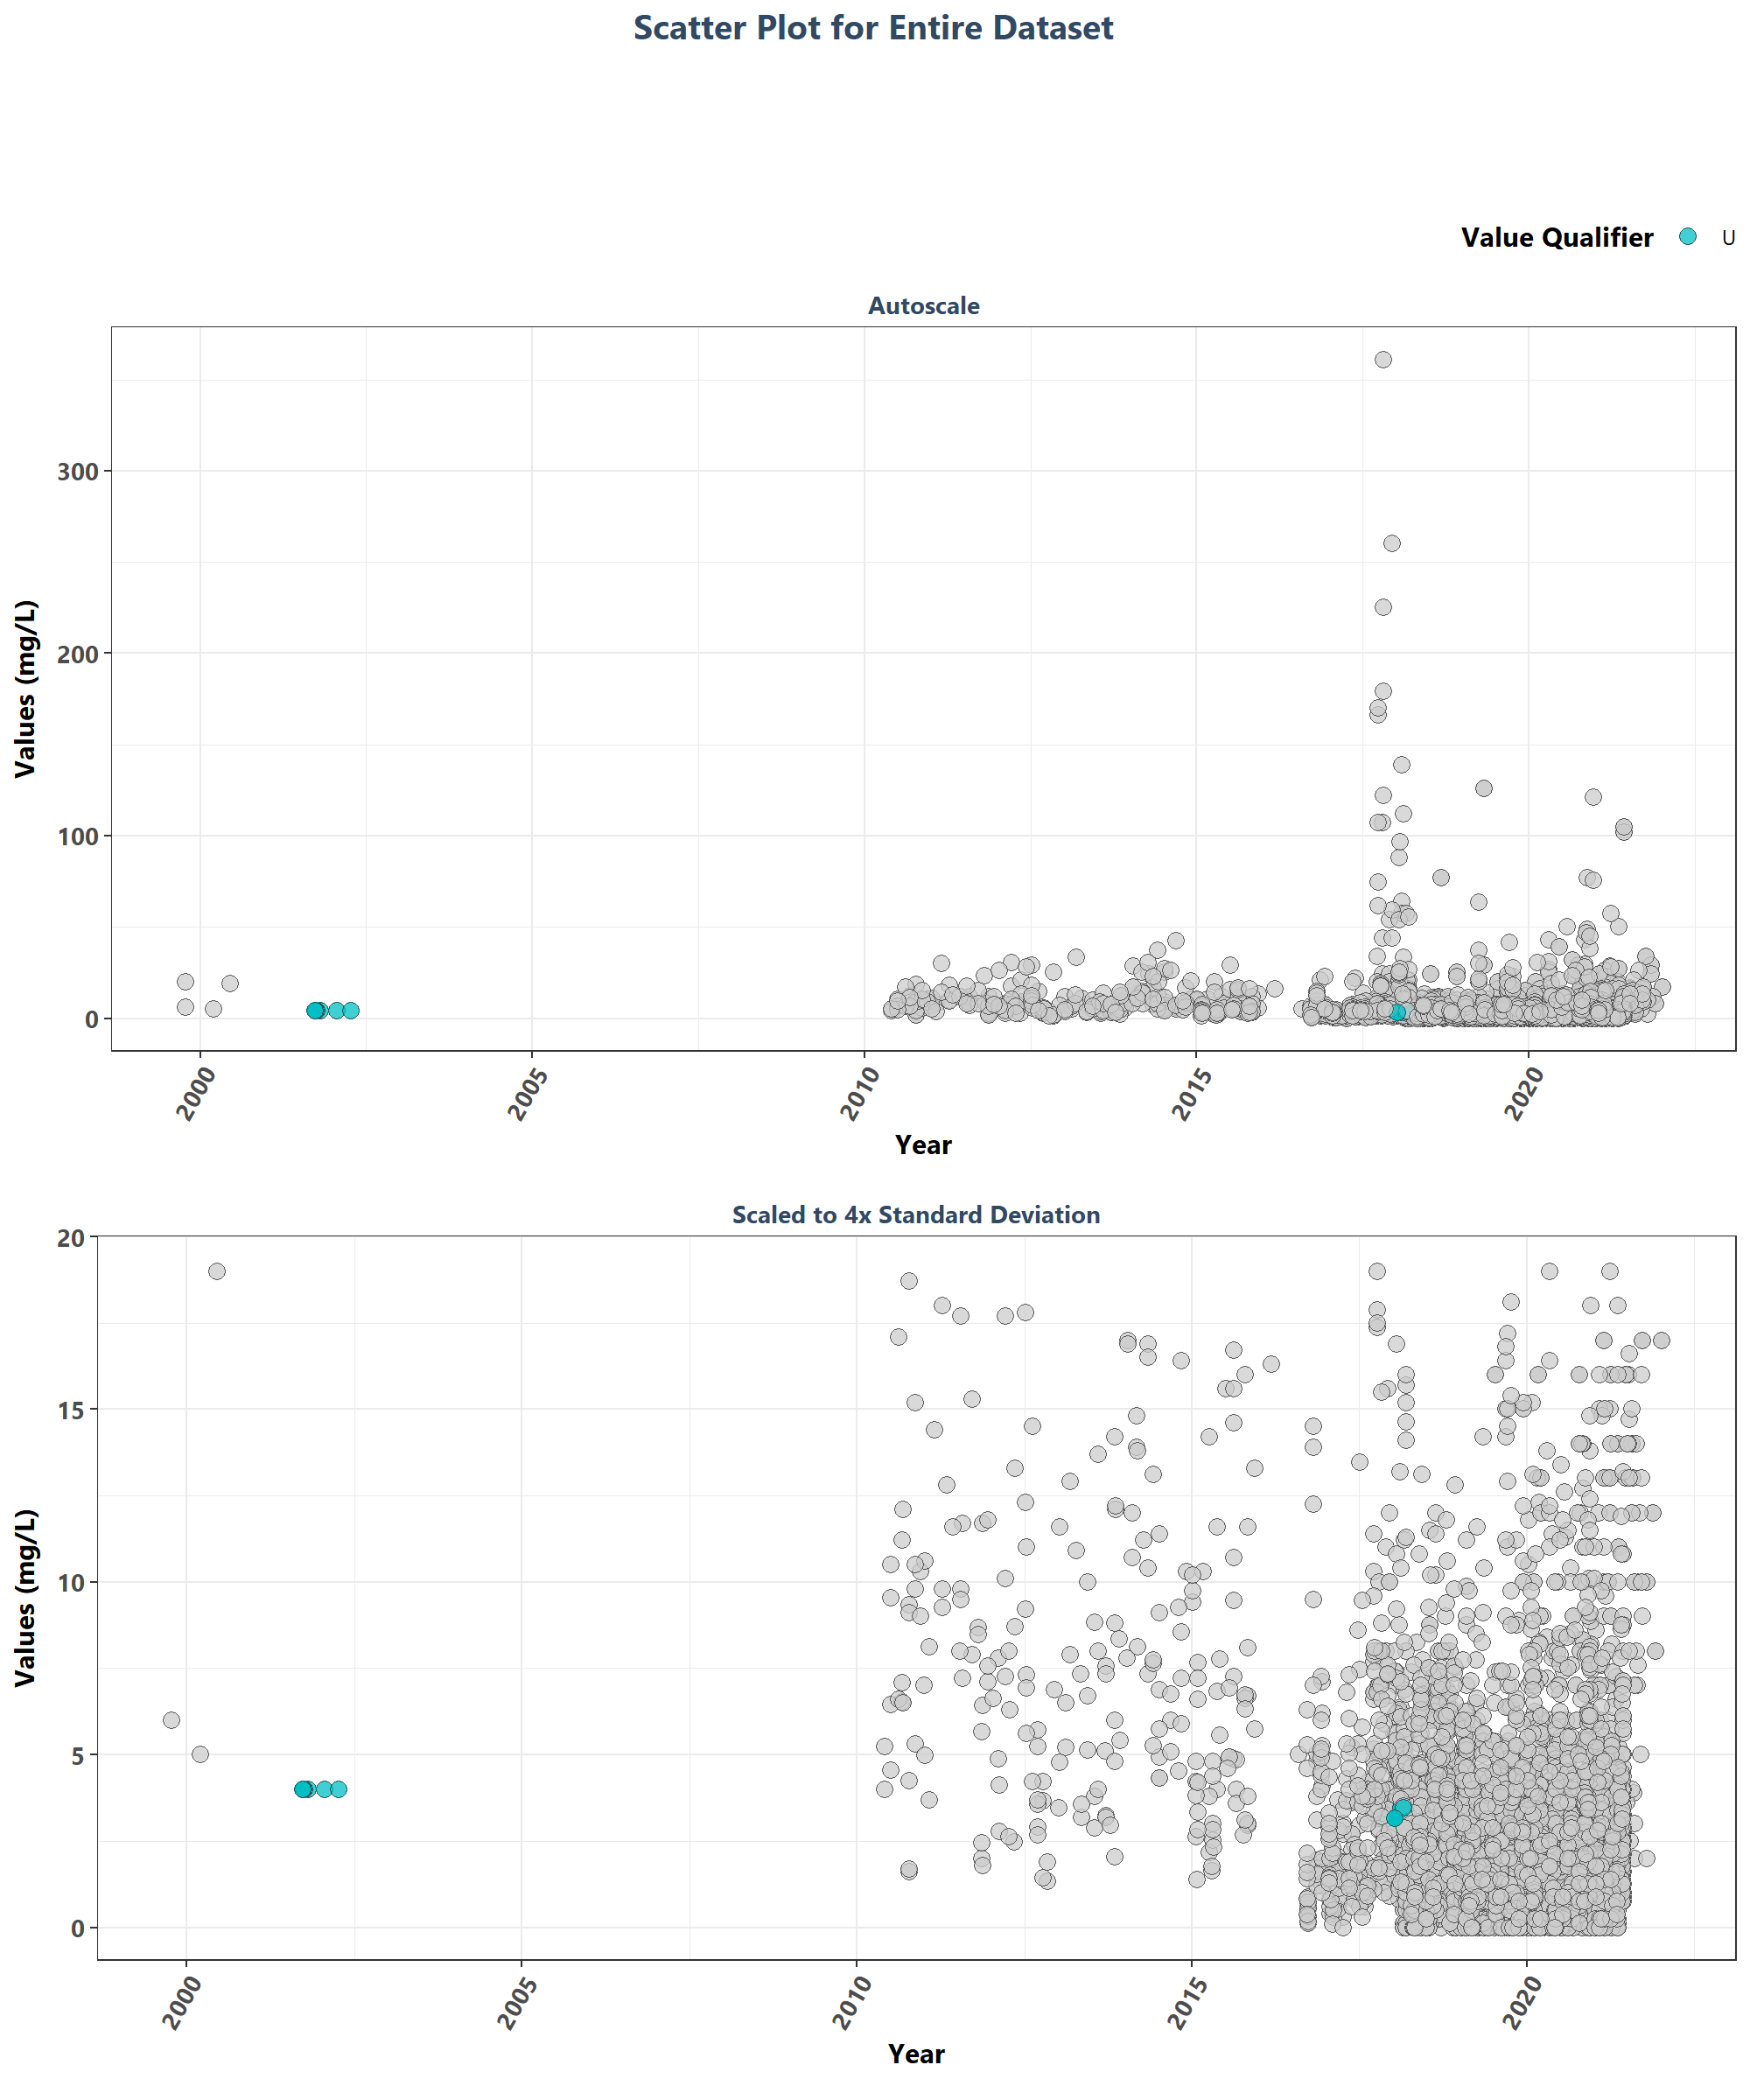 Scatter Plot for Entire Dataset
Value Qualifier U
Autoscale
Values (mg/L)
300
200
100
0
2000 2005 2010 2015 2020
Year
Scaled to 4x Standard Deviation
Values (mg/L)
20
15
10
5
0
2000 2005 2010 2015 2020
Year